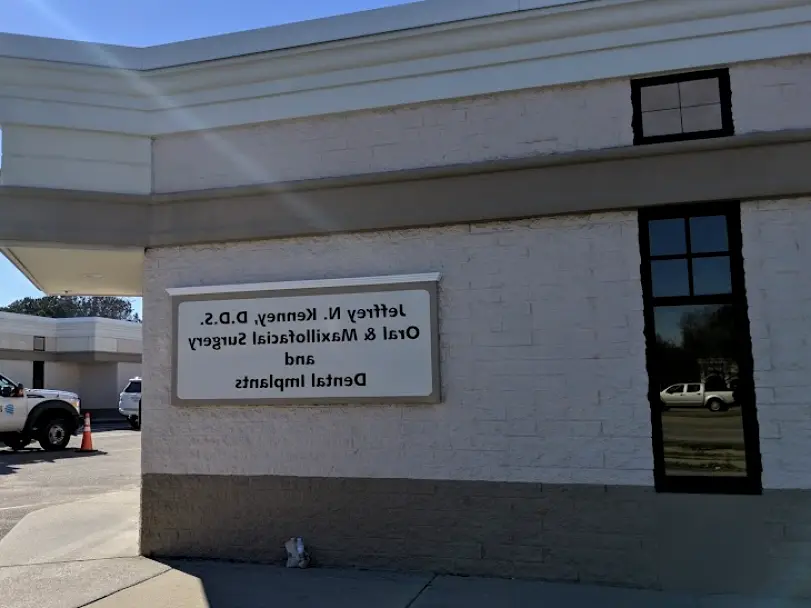 Jeffrey N. Kenney, D.D.S.
Oral & Maxillofacial Surgery
and
Dental Implants